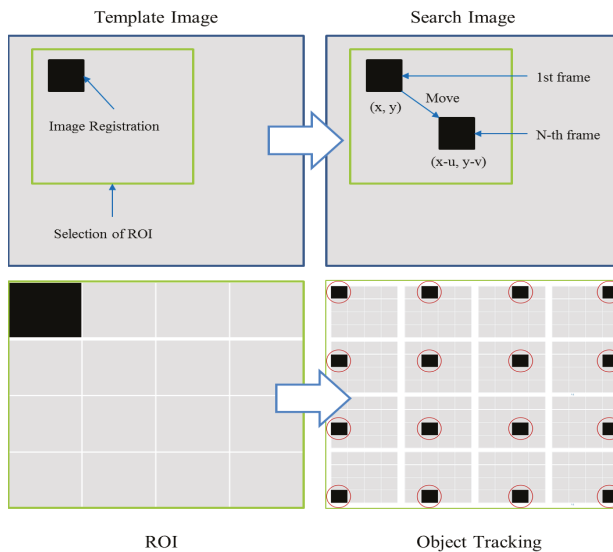 Template Image
Search Image
1st frame
(x, y)
Move
Image Registration
N-th frame
(x-u, y-v)
Selection of ROI
ROI
Object Tracking